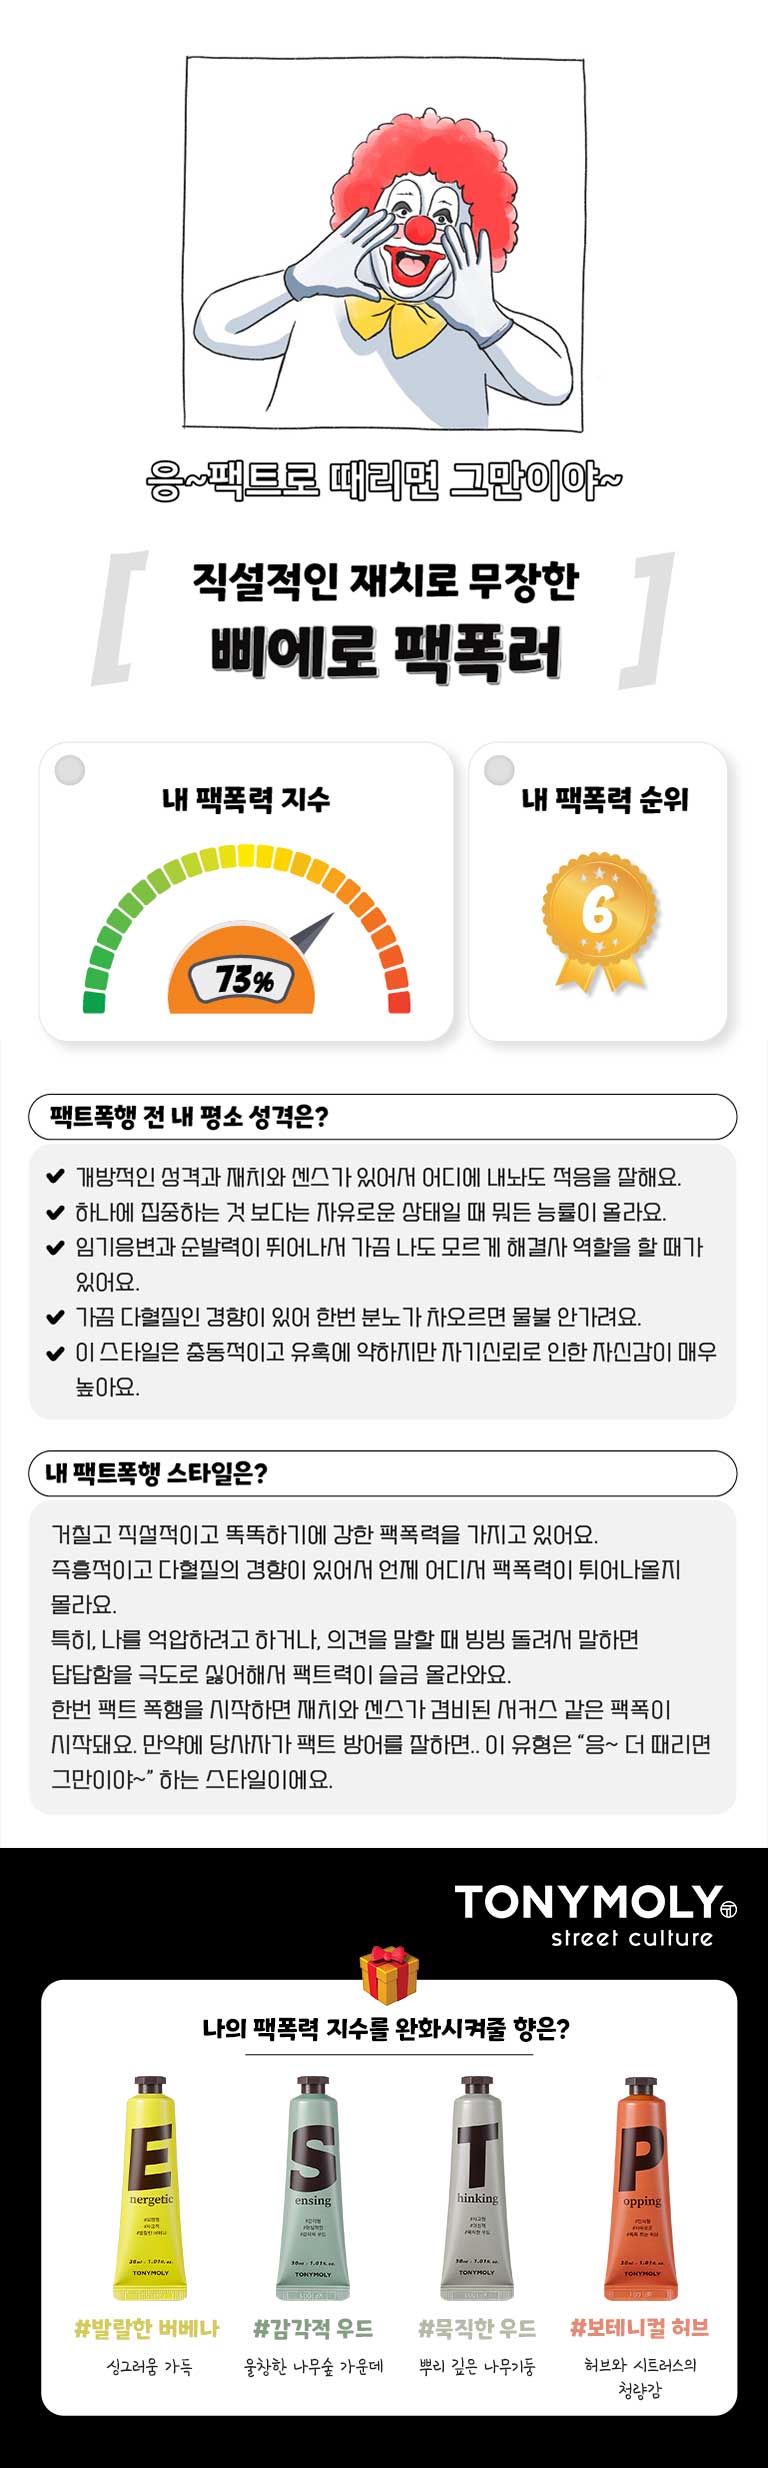 응~팩트로 때리면 그만이야~
직설적인 재치로 무장한
삐에로 팩폭러
내 팩폭력 지수
73%
내 팩폭력 순위
6
팩트폭행 전 내 평소 성격은?
개방적인 성격과 재치와 센스가 있어서 어디에 내놔도 적응을 잘해요.
하나에 집중하는 것 보다는 자유로운 상태일 때 뭐든 능률이 올라요.
임기응변과 순발력이 뛰어나서 가끔 나도 모르게 해결사 역할을 할 때가
있어요.
가끔 다혈질인 경향이 있어 한번 분노가 차오르면 물불 안가려요.
이 스타일은 충동적이고 유혹에 약하지만 자기신뢰로 인한 자신감이 매우
높아요.
내 팩트폭행 스타일은?
거칠고 직설적이고 똑똑하기에 강한 팩폭력을 가지고 있어요.
즉흥적이고 다혈질의 경향이 있어서 언제 어디서 팩폭력이 튀어나올지
몰라요.
특히, 나를 억압하려고 하거나, 의견을 말할 때 빙빙 돌려서 말하면
답답함을 극도로 싫어해서 팩트력이 슬금 올라와요.
한번 팩트 폭행을 시작하면 재치와 센스가 겸비된 서커스 같은 팩폭이
시작돼요. 만약에 당사자가 팩트 방어를 잘하면.. 이 유형은 “응~ 더 때리면
그만이야~” 하는 스타일이에요.
TONYMOLY
street culture
나의 팩폭력 지수를 완화시켜줄 향은?
E
nergetic
30ml · 1.01fl. oz.
TONYMOLY
S
ensing
30ml · 1.01fl. oz.
TONYMOLY
T
hinking
30ml · 1.01fl. oz.
TONYMOLY
P
opping
30ml · 1.01fl. oz.
TONYMOLY
#발랄한 버베나
#감각적 우드
#묵직한 우드
#보테니컬 허브
싱그러움 가득
울창한 나무숲 가운데
뿌리 깊은 나무기둥
허브와 시트러스의
청량감